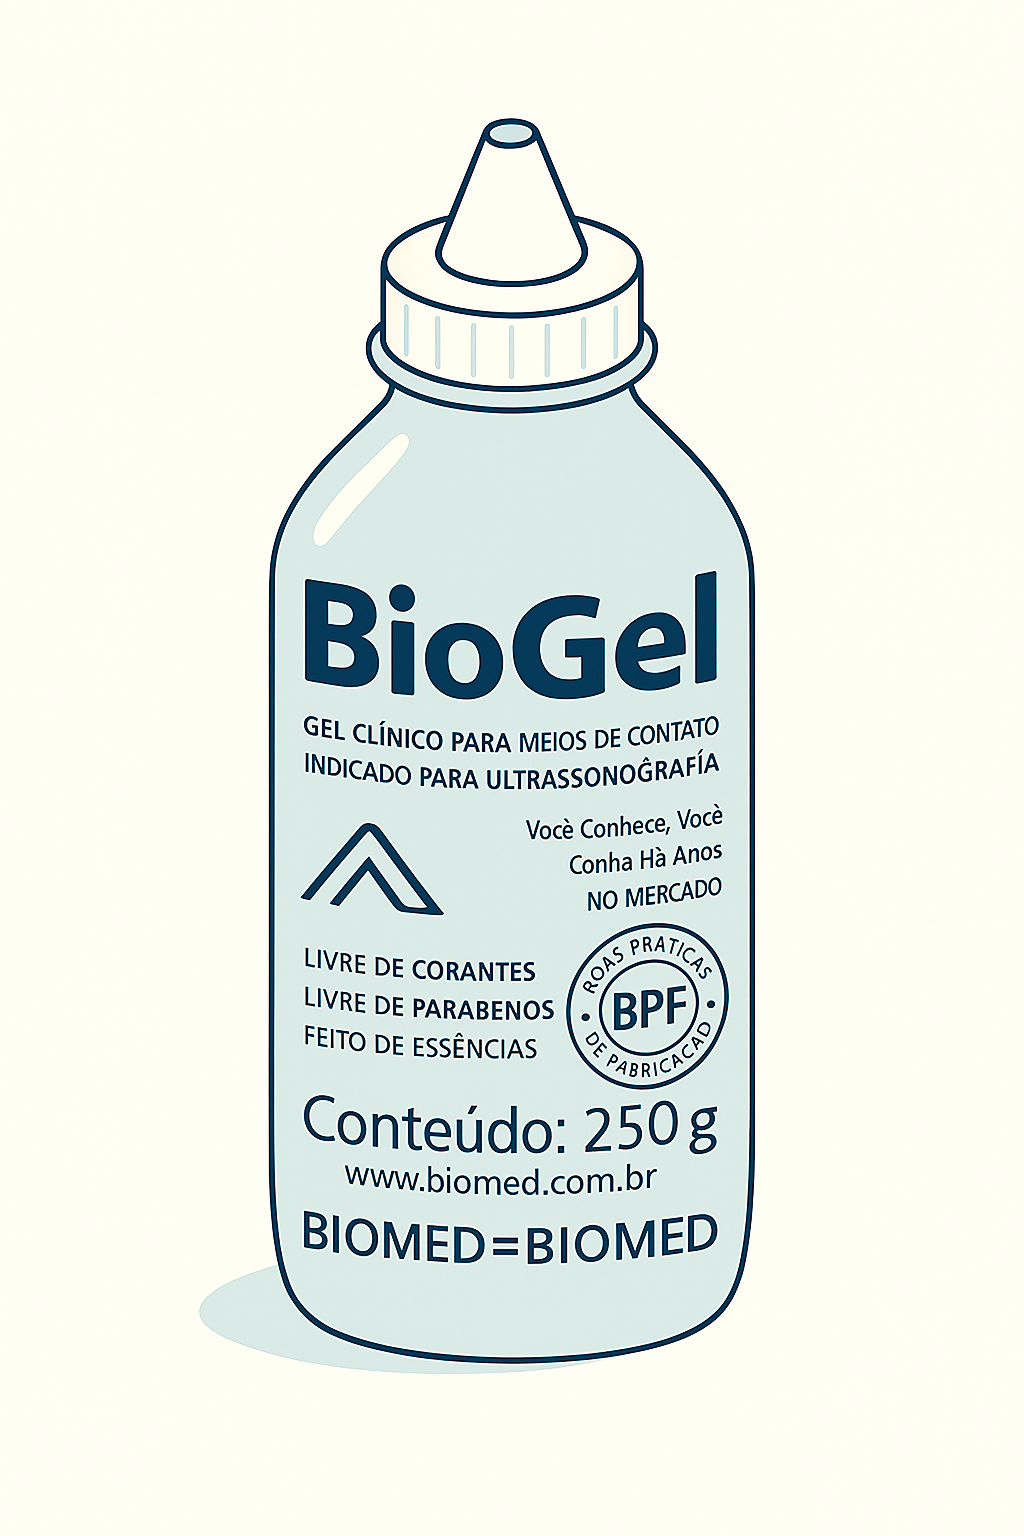 BioGel
GEL CLÍNICO PARA MEIOS DE CONTATO
INDICADO PARA ULTRASSONOĜRAFÍA
Vocè Conhece, Vocè
Conha Hà Anos
NO MERCADO
LIVRE DE CORANTES
LIVRE DE PARABENOS
FEITO DE ESSÊNCIAS
ROAS PRATICAS
BPF
DE PABRICACAD
Conteúdo: 250 g
www.biomed.com.br
BIOMED=BIOMED